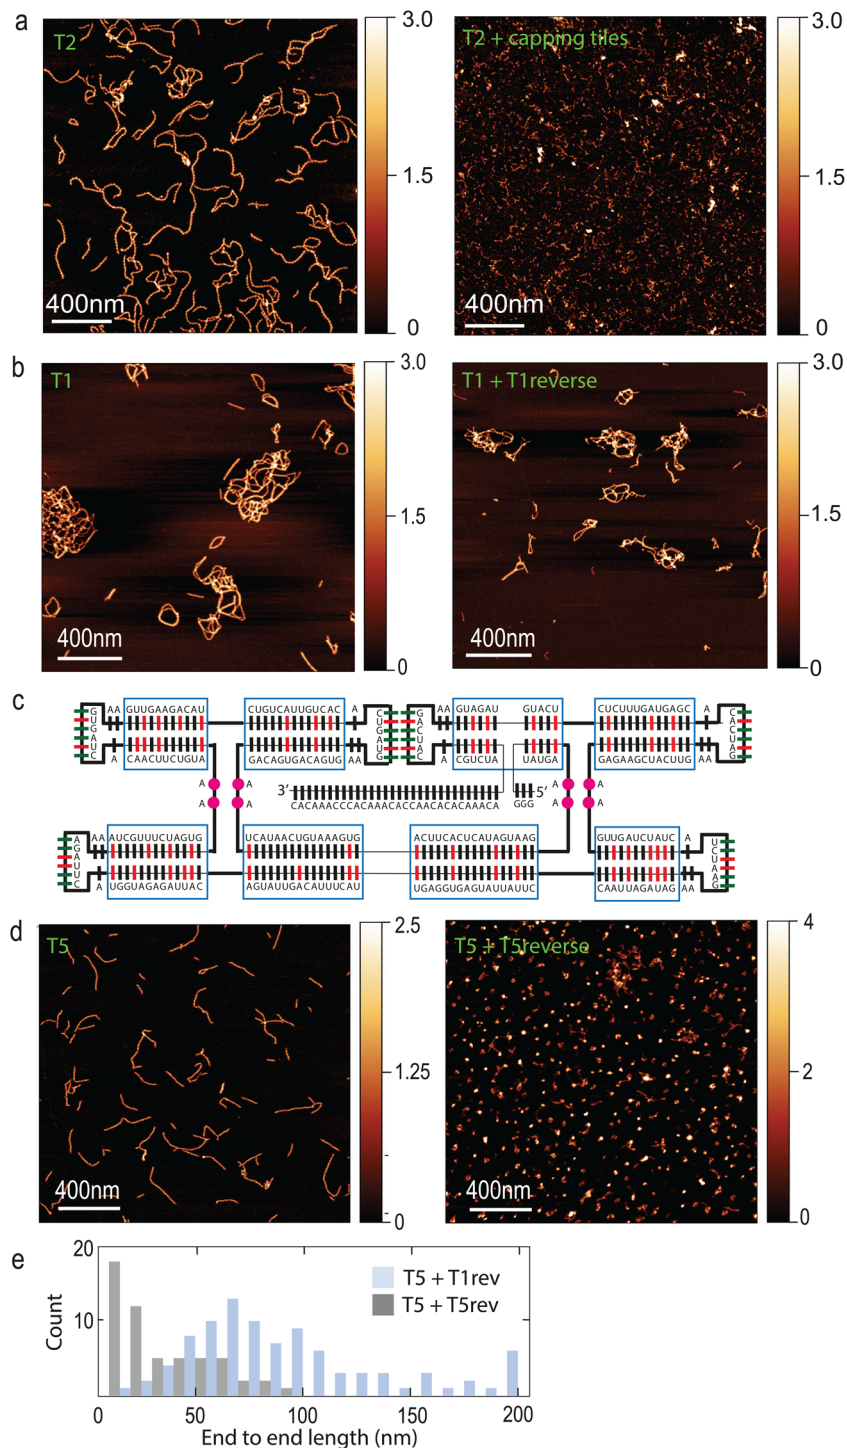 a
T2
3.0
1.5
0
400nm
T2 + capping tiles
3.0
1.5
0
400nm
b
T1
3.0
1.5
0
400nm
T1 + T1reverse
3.0
1.5
0
400nm
c
GUGAUC
AA GUUGAAGACAU
CUGUCAUUGUCAC A
CUGAUG
GACUAC
AA GUAGAU
GUACU
CUCUUUGAUGAGC A
CACUAG
A CAACUUCUGUA
GACAGUGACAGUG AA
A CGUCUA
UAUGA
GAGAAGCUACUUG AA
A A A A
A A A A
3′
5′
CACAAACCCACAAACACCAACACACAAACA
GGG
AGAUUC
AA AUCGUUUCUAGUG
UCAUAACUGUAAAGUG
ACUUCACUCAUAGUAAG
GUUGAUCUAUC A
UCUAAG
A UGGUAGAGAUUAC
AGUAUUGACAUUUCAU
UGAGGUGAGUAUUAUUC
CAAUUAGAUAG AA
d
T5
2.5
1.25
0
400nm
T5 + T5reverse
4
2
0
400nm
e
20
10
Count
T5 + T1rev
T5 + T5rev
0 50 100 150 200
End to end length (nm)